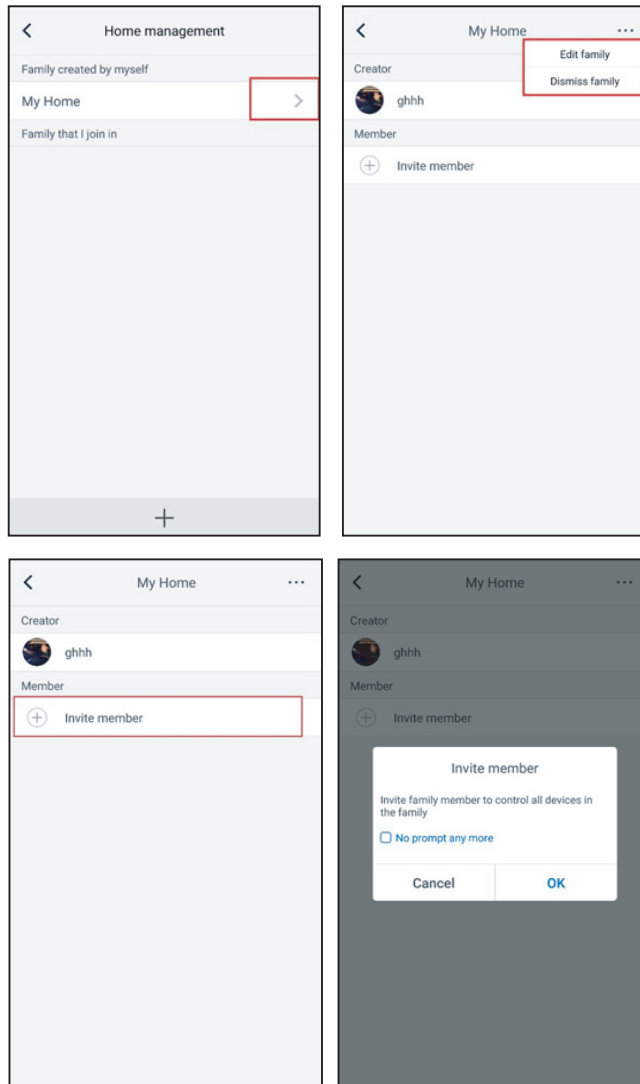 Home management
Family created by myself
My Home
Family that I join in
My Home
Edit family
Dismiss family
Creator
ghhh
Member
Invite member
My Home
Creator
ghhh
Member
Invite member
My Home
Creator
ghhh
Member
Invite member
Invite member
Invite family member to control all devices in
the family
No prompt any more
Cancel OK